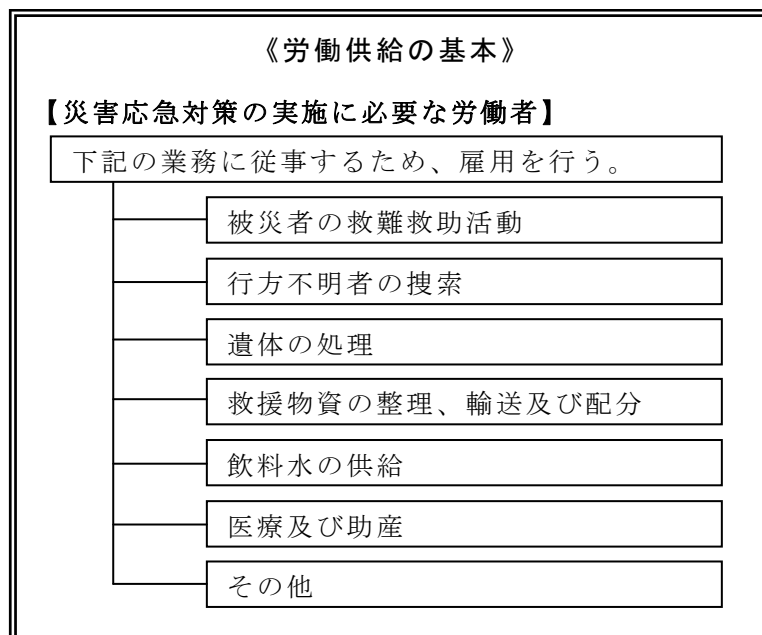 《労働供給の基本》
【災害応急対策の実施に必要な労働者】
下記の業務に従事するため、雇用を行う。
被災者の救難救助活動
行方不明者の捜索
遺体の処理
救援物資の整理、輸送及び配分
飲料水の供給
医療及び助産
その他